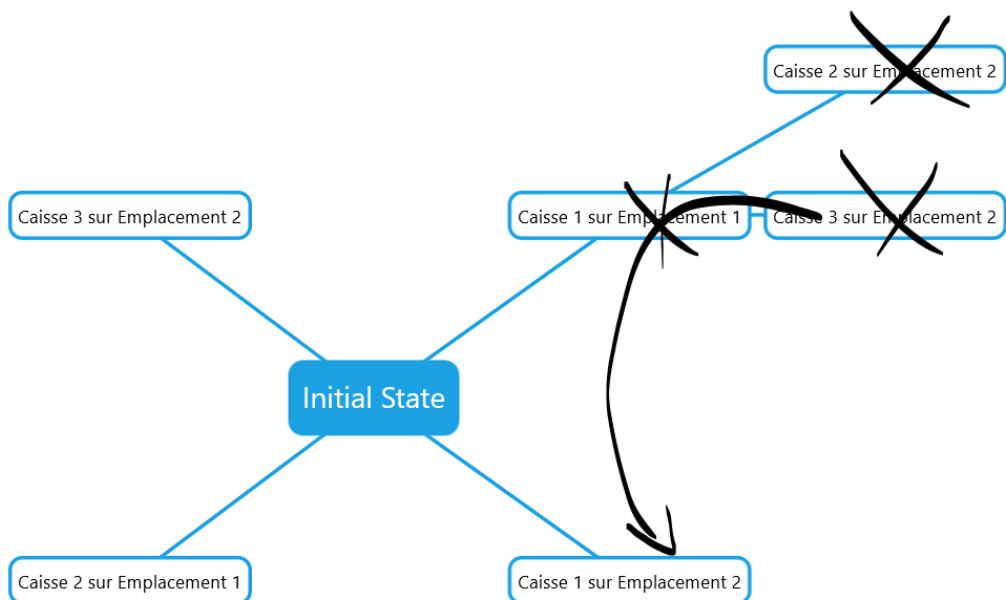 Caisse 2 sur Emplacement 2
Caisse 3 sur Emplacement 2
Caisse 1 sur Emplacement 1
Caisse 3 sur Emplacement 2
Initial State
Caisse 2 sur Emplacement 1
Caisse 1 sur Emplacement 2